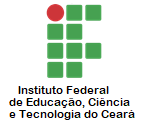 Instituto Federal
de Educação, Ciência
e Tecnologia do Ceará